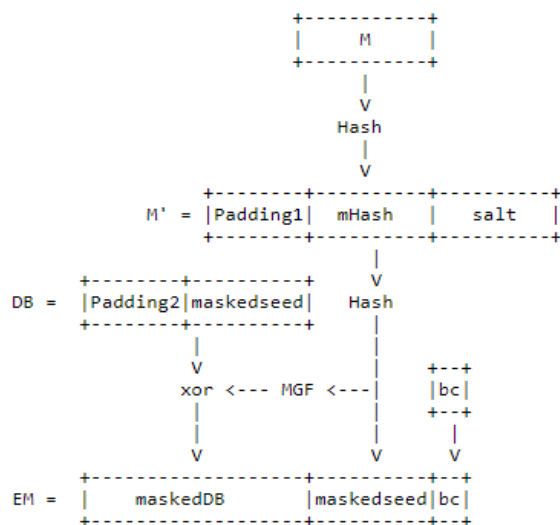 M
Hash
M' = Padding1 mHash salt
DB = Padding2 maskedseed Hash
xor <--- MGF <--- bc
EM = maskedDB maskedseed bc